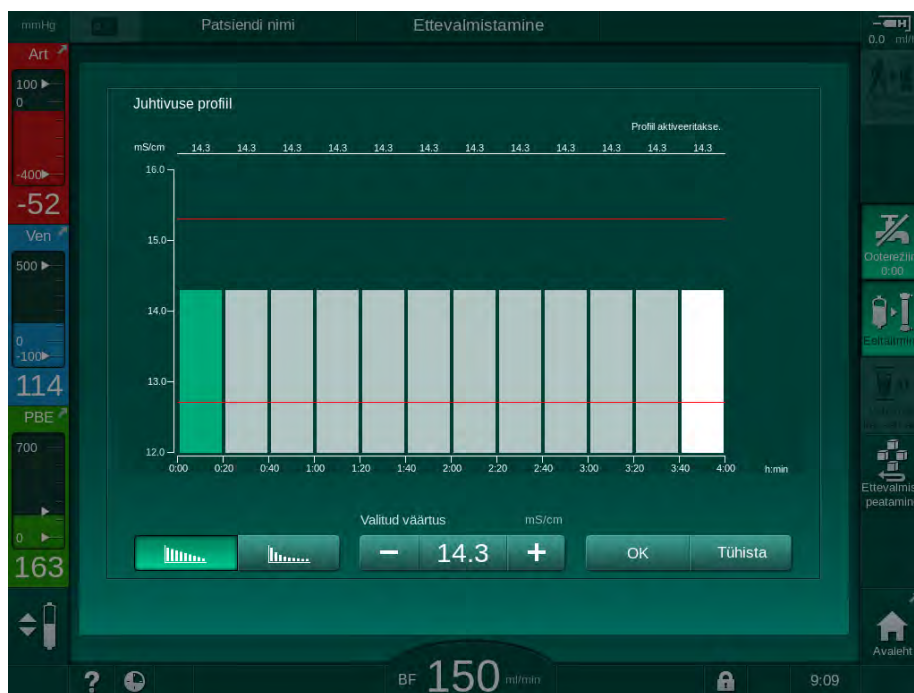 mmHg Patsiendi nimi Ettevalmistamine
0.0 ml/
Art
100
0
-400
-52
Ven
500
0
-100
114
PBE
700
0
163
Juhtivuse profiil
Profiil aktiveeritakse.
mS/cm 14.3 14.3 14.3 14.3 14.3 14.3 14.3 14.3 14.3 14.3 14.3 14.3
16.0
15.0
14.0
13.0
12.0
0:00 0:20 0:40 1:00 1:20 1:40 2:00 2:20 2:40 3:00 3:20 3:40 4:00 h:min
Valitud väärtus mS/cm
14.3 OK Tühista
Ooterežii
0:00
Eeltäitmin
Ettevalmis
peatamin
Avaleht
? BF 150 ml/min 9:09